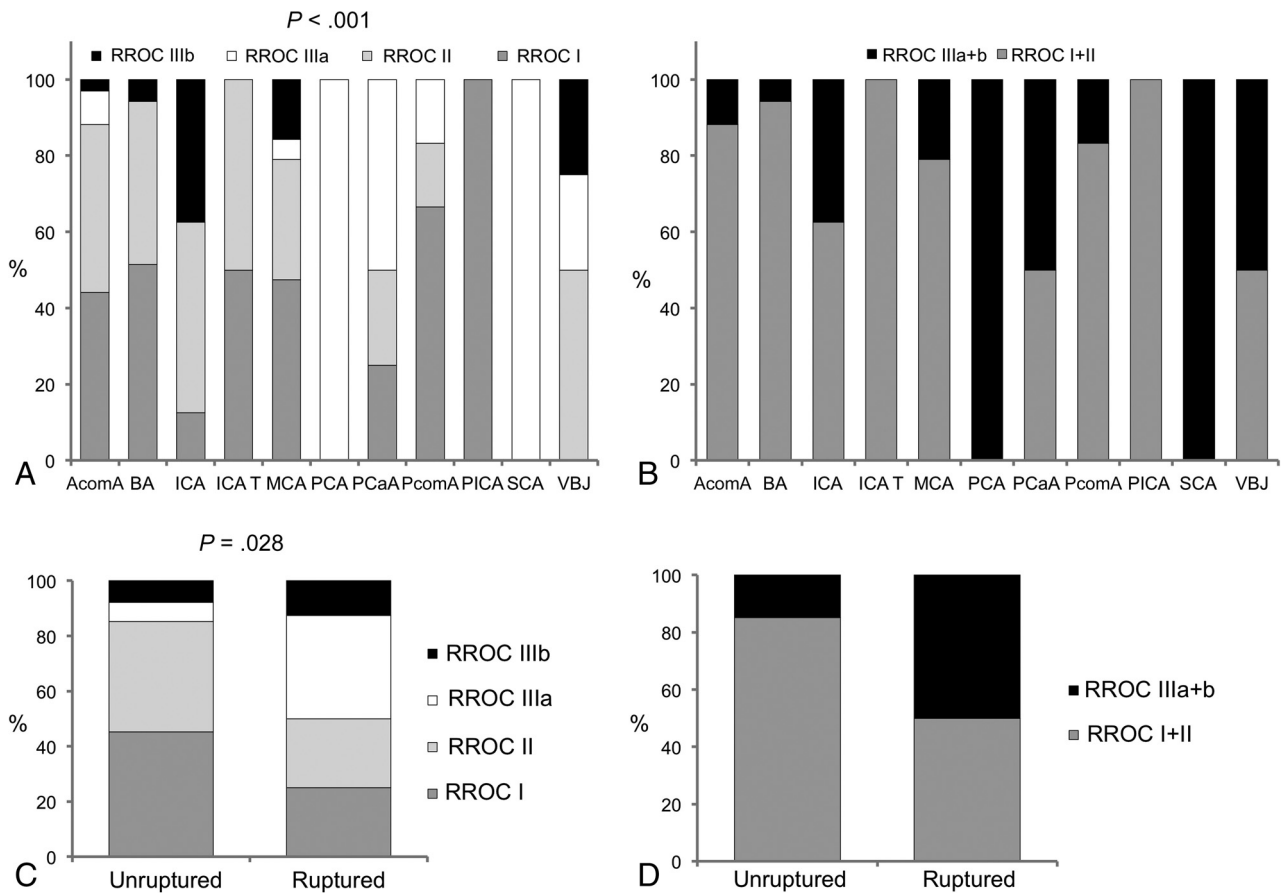 P < .001
RROC IIIb RROC IIIa RROC II RROC I
100
80
60
%
40
20
0
A
AcomA BA ICA ICA T MCA PCA PCaA PcomA PICA SCA VBJ
RROC IIIa+b RROC I+II
100
80
60
%
40
20
0
B
AcomA BA ICA ICA T MCA PCA PCaA PcomA PICA SCA VBJ
P = .028
100
80
60
%
40
20
0
RROC IIIb
RROC IIIa
RROC II
RROC I
C
Unruptured Ruptured
100
80
60
%
40
20
0
RROC IIIa+b
RROC I+II
D
Unruptured Ruptured